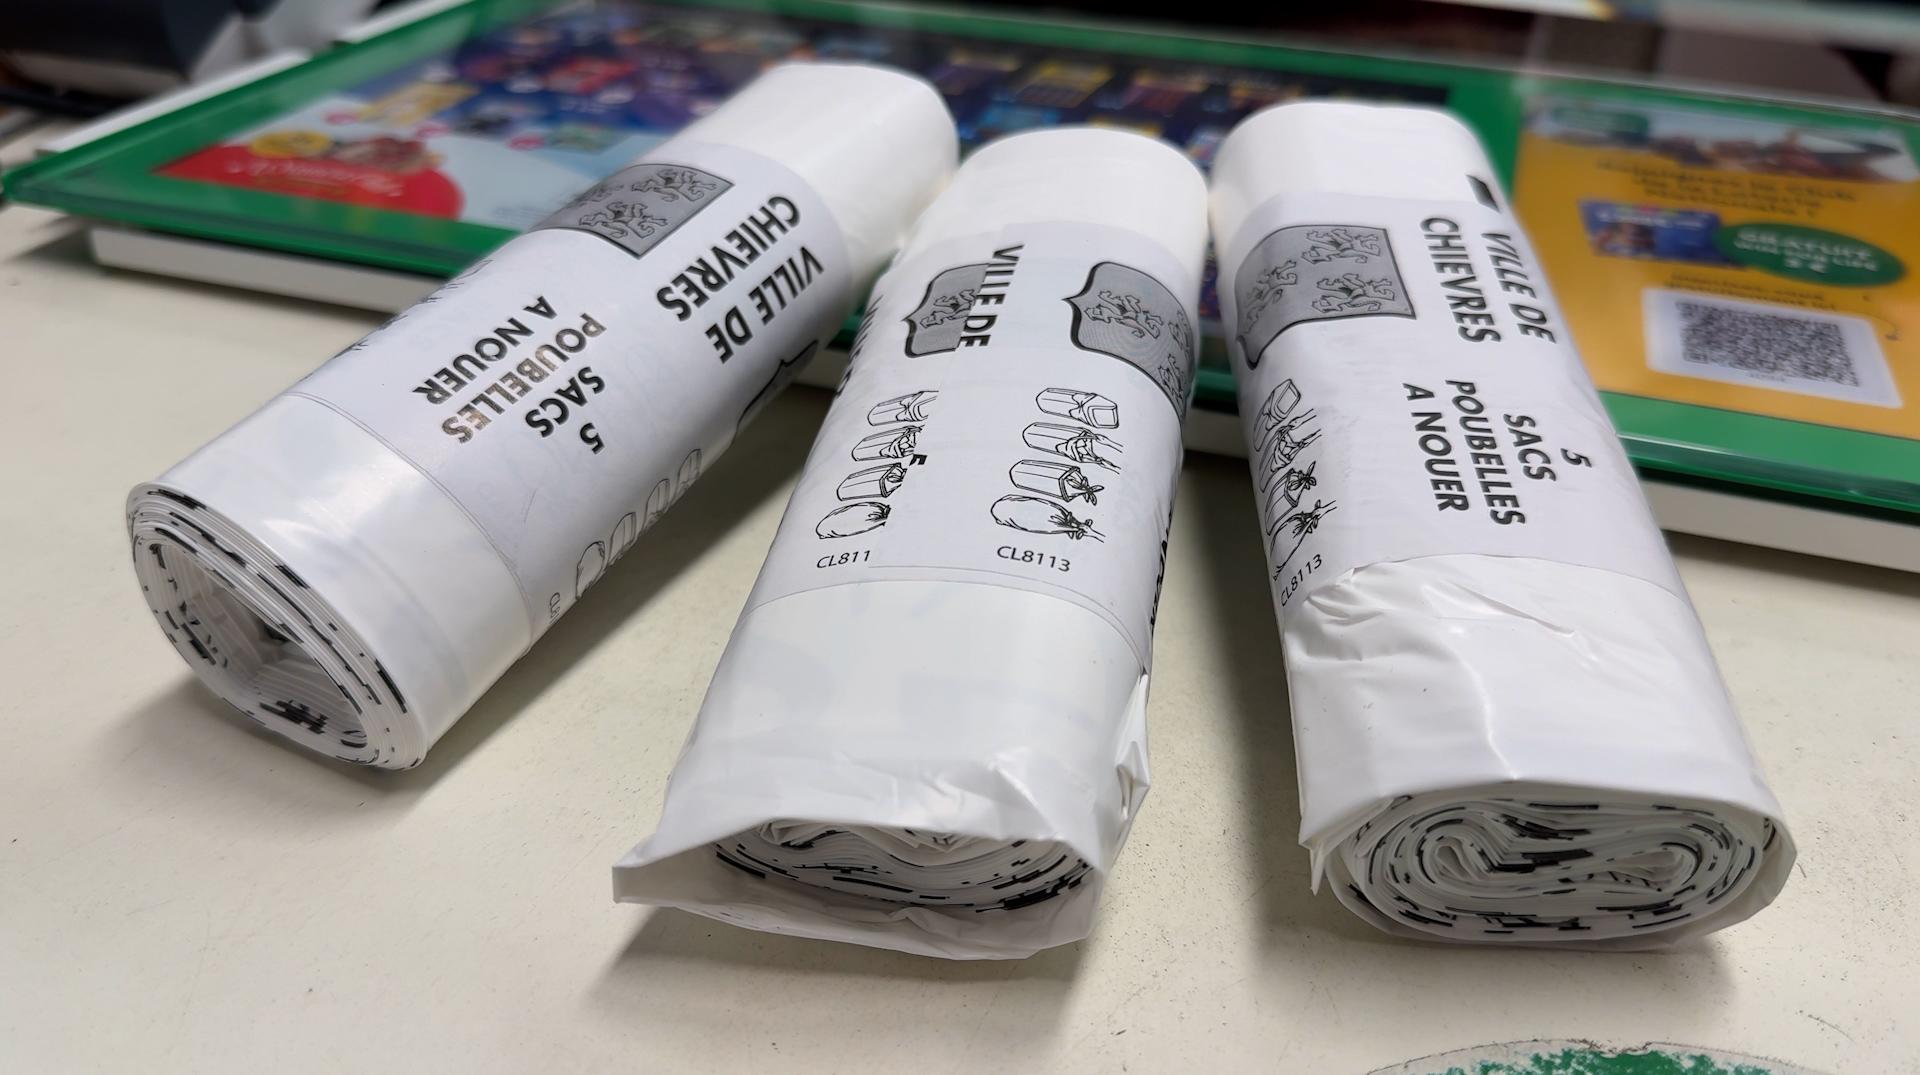 VILLE DE
CHIEVRES
5
SACS
POUBELLES
A NOUER
VILLE DE
CL811
CL8113
VILLE DE
CHIEVRES
5
SACS
POUBELLES
A NOUER
CL8113